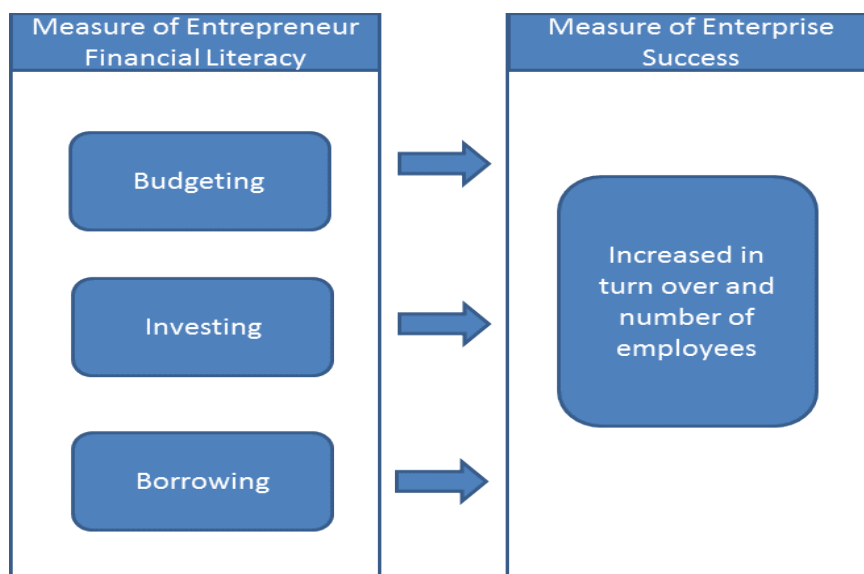 Measure of Entrepreneur
Financial Literacy
Budgeting
Investing
Borrowing
Measure of Enterprise
Success
Increased in
turn over and
number of
employees